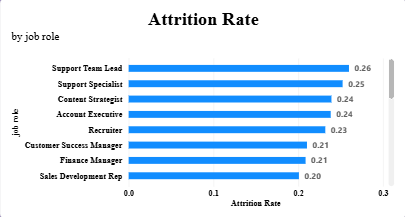 Attrition Rate
by job role
job role
Support Team Lead 0.26
Support Specialist 0.25
Content Strategist 0.24
Account Executive 0.24
Recruiter 0.23
Customer Success Manager 0.21
Finance Manager 0.21
Sales Development Rep 0.20
0.0 0.1 0.2 0.3
Attrition Rate